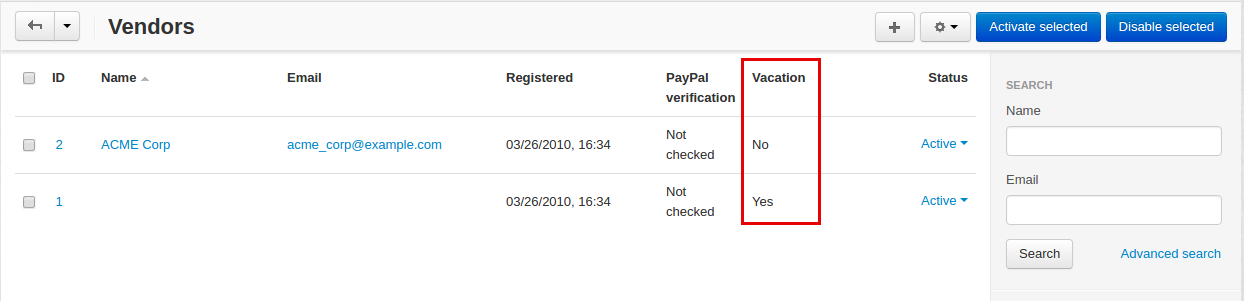 Vendors
Activate selected
Disable selected
ID Name Email Registered PayPal verification Vacation Status
2 ACME Corp acme_corp@example.com 03/26/2010, 16:34 Not checked No Active
1 03/26/2010, 16:34 Not checked Yes Active
SEARCH
Name
Email
Search Advanced search